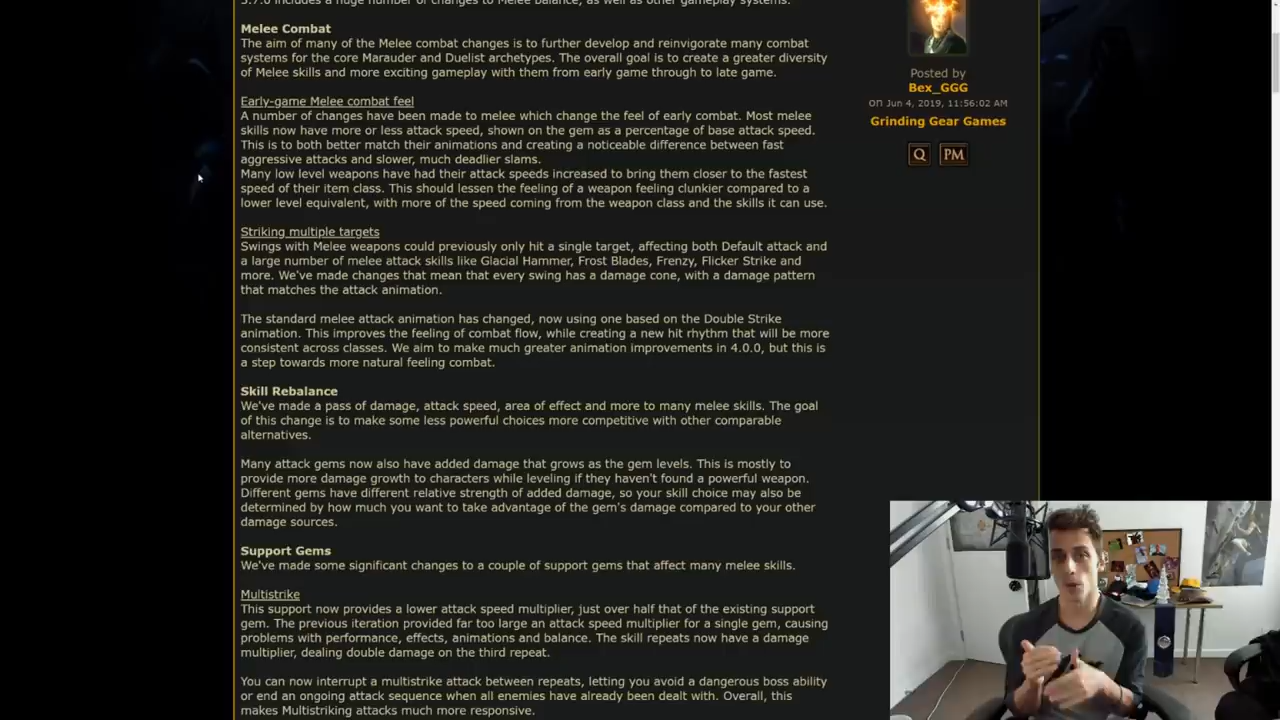 3.7.0 includes a huge number of changes to Melee balance, as well as other gameplay systems.
Melee Combat
The aim of many of the Melee combat changes is to further develop and reinvigorate many combat
systems for the core Marauder and Duelist archetypes. The overall goal is to create a greater diversity
of Melee skills and more exciting gameplay with them from early game through to late game.
Early-game Melee combat feel
A number of changes have been made to melee which change the feel of early combat. Most melee
skills now have more or less attack speed, shown on the gem as a percentage of base attack speed.
This is to both better match their animations and creating a noticeable difference between fast
aggressive attacks and slower, much deadlier slams.
Many low level weapons have had their attack speeds increased to bring them closer to the fastest
speed of their item class. This should lessen the feeling of a weapon feeling clunkier compared to a
lower level equivalent, with more of the speed coming from the weapon class and the skills it can use.
Striking multiple targets
Swings with Melee weapons could previously only hit a single target, affecting both Default attack and
a large number of melee attack skills like Glacial Hammer, Frost Blades, Frenzy, Flicker Strike and
more. We've made changes that mean that every swing has a damage cone, with a damage pattern
that matches the attack animation.
The standard melee attack animation has changed, now using one based on the Double Strike
animation. This improves the feeling of combat flow, while creating a new hit rhythm that will be more
consistent across classes. We aim to make much greater animation improvements in 4.0.0, but this is
a step towards more natural feeling combat.
Skill Rebalance
We've made a pass of damage, attack speed, area of effect and more to many melee skills. The goal
of this change is to make some less powerful choices more competitive with other comparable
alternatives.
Many attack gems now also have added damage that grows as the gem levels. This is mostly to
provide more damage growth to characters while leveling if they haven't found a powerful weapon.
Different gems have different relative strength of added damage, so your skill choice may also be
determined by how much you want to take advantage of the gem's damage compared to your other
damage sources.
Support Gems
We've made some significant changes to a couple of support gems that affect many melee skills.
Multistrike
This support now provides a lower attack speed multiplier, just over half that of the existing support
gem. The previous iteration provided far too large an attack speed multiplier for a single gem, causing
problems with performance, effects, animations and balance. The skill repeats now have a damage
multiplier, dealing double damage on the third repeat.
You can now interrupt a multistrike attack between repeats, letting you avoid a dangerous boss ability
or end an ongoing attack sequence when all enemies have already been dealt with. Overall, this
makes Multistriking attacks much more responsive.
Posted by
Bex_GGG
on Jun 4, 2019, 11:56:02 AM
Grinding Gear Games
Q PM